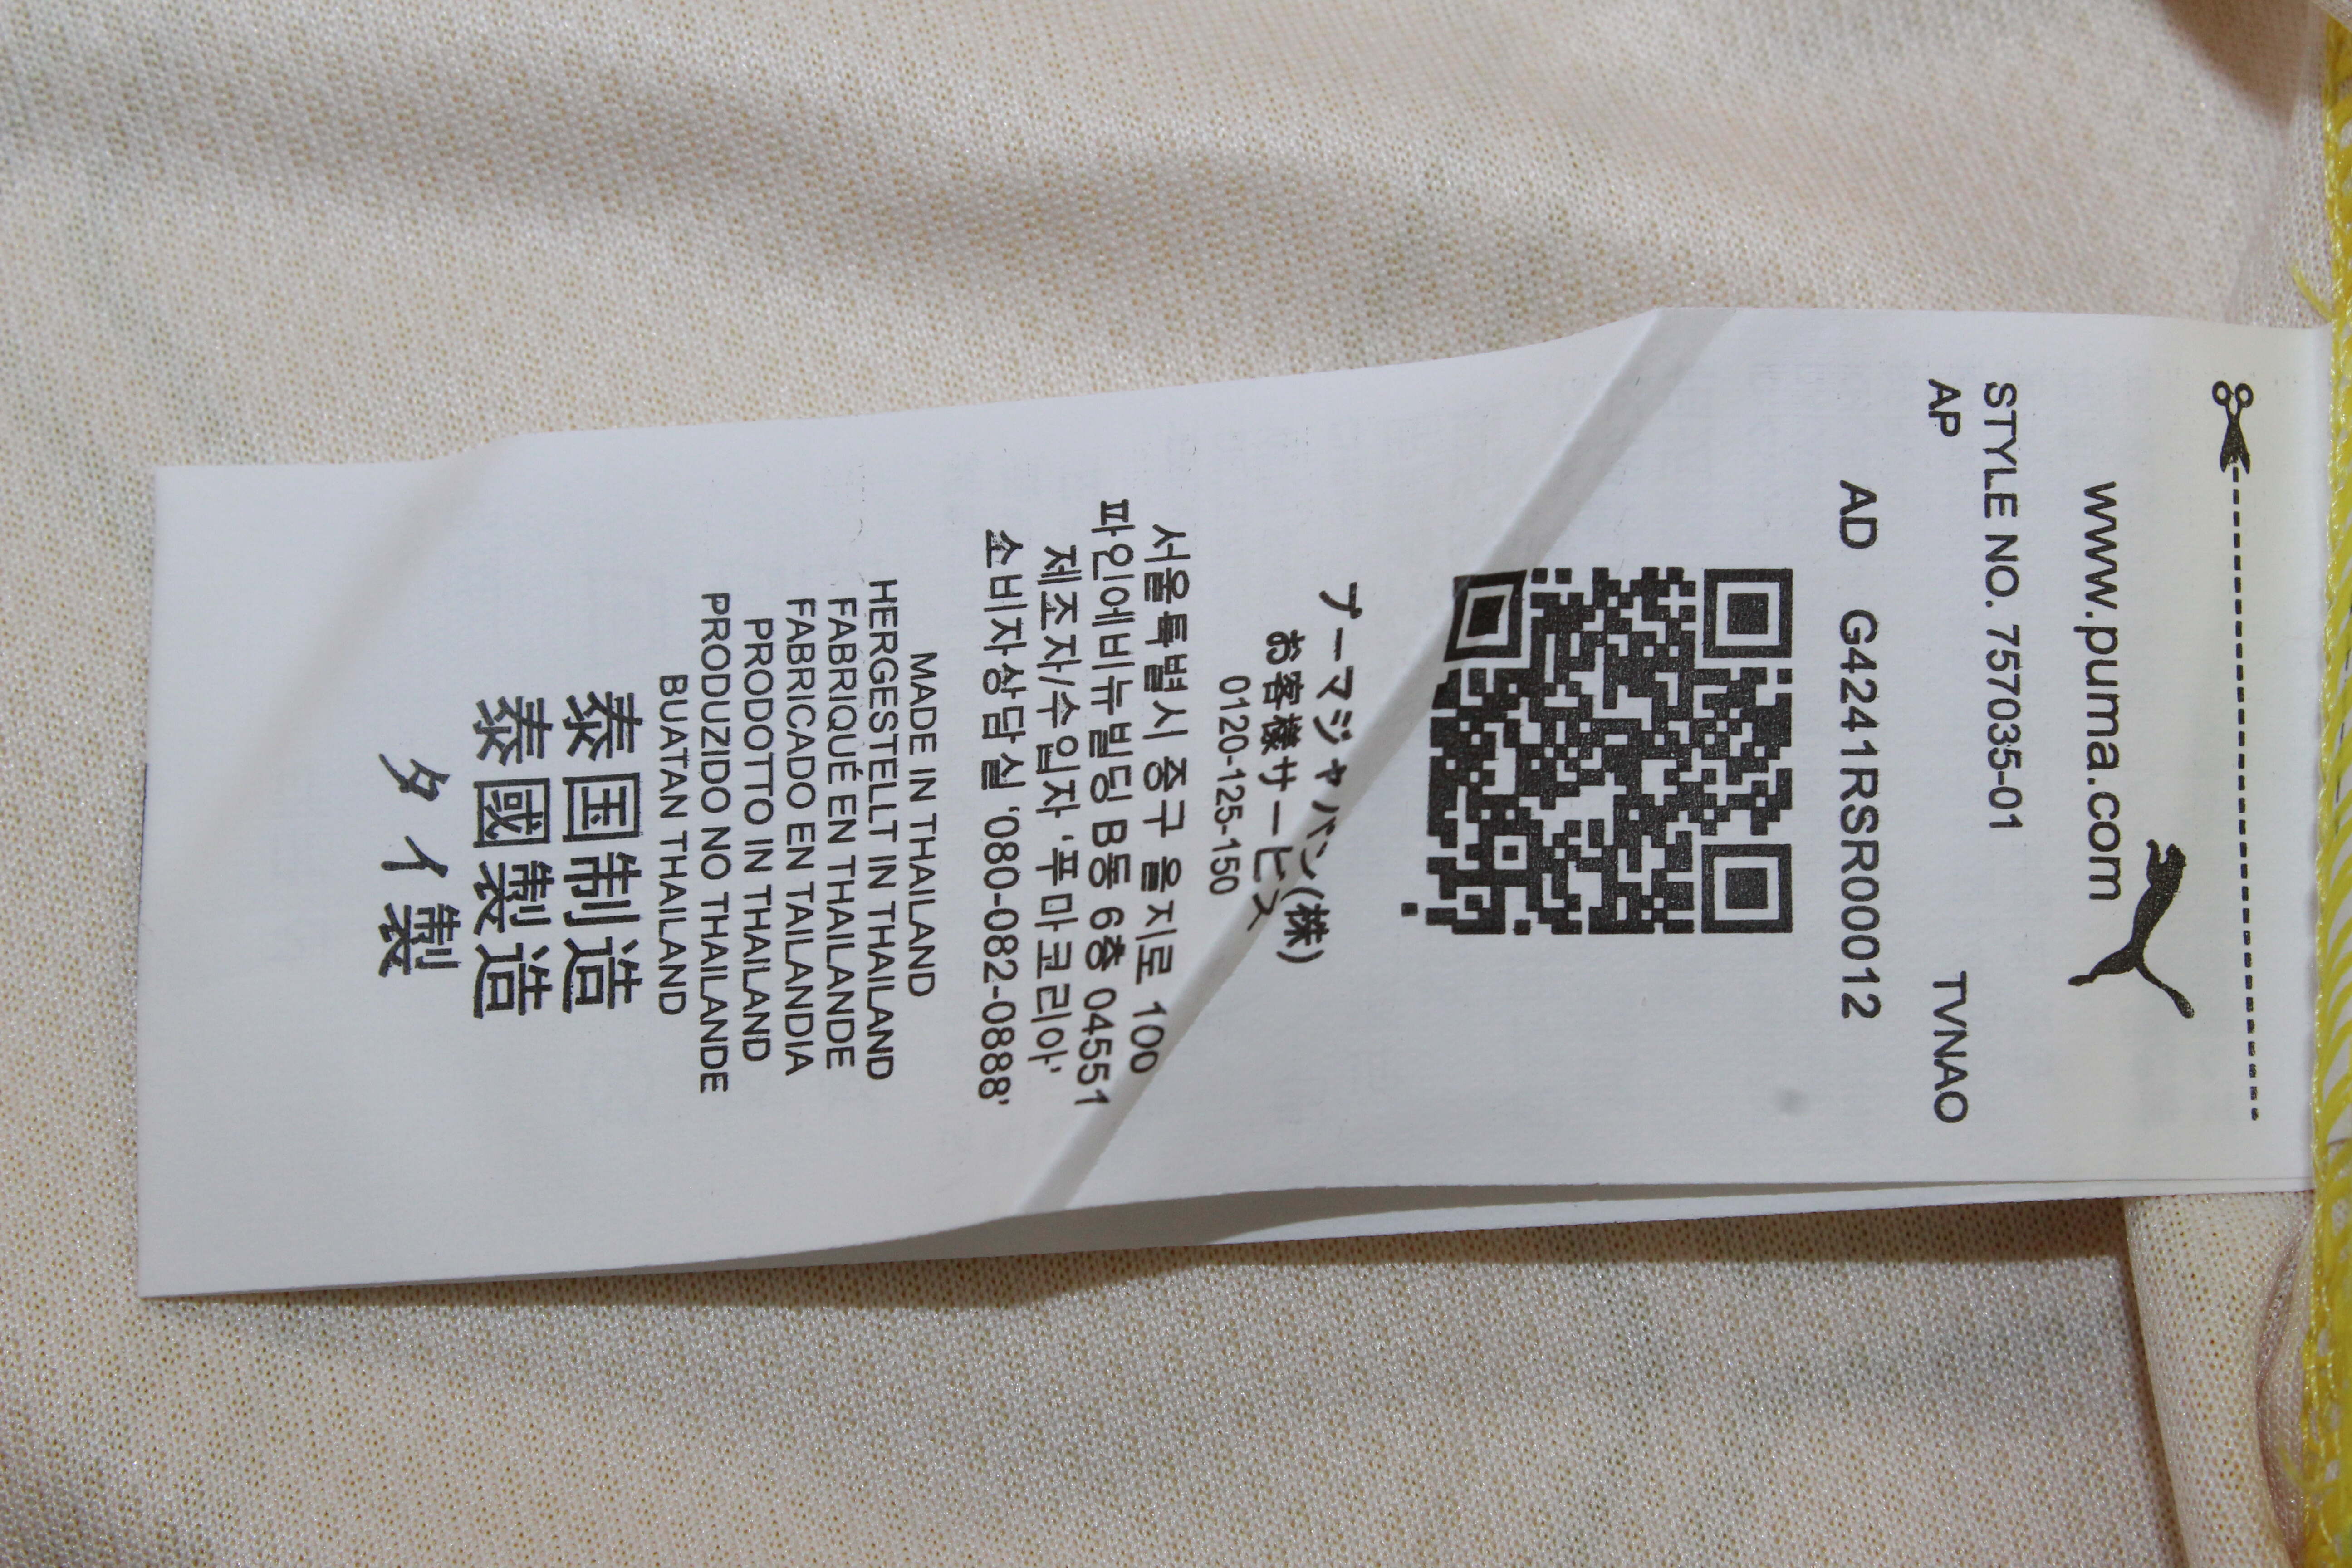 www.puma.com
STYLE NO. 757035-01
AP TVNAO
AD G4241RSR00012
プーマジャパン(株)
お客様サービス
0120-125-150
서울특별시 중구 을지로 100
파인애비뉴빌딩 B동 6층 04551
제조자/수입자 '푸마코리아'
소비자상담실 '080-082-0888'
MADE IN THAILAND
HERGESTELLT IN THAILAND
FABRIQUÉ EN THAILANDE
FABRICADO EN TAILANDIA
PRODOTTO IN THAILAND
PRODUZIDO NO THAILANDE
BUATAN THAILAND
泰国制造
泰國製造
タイ製